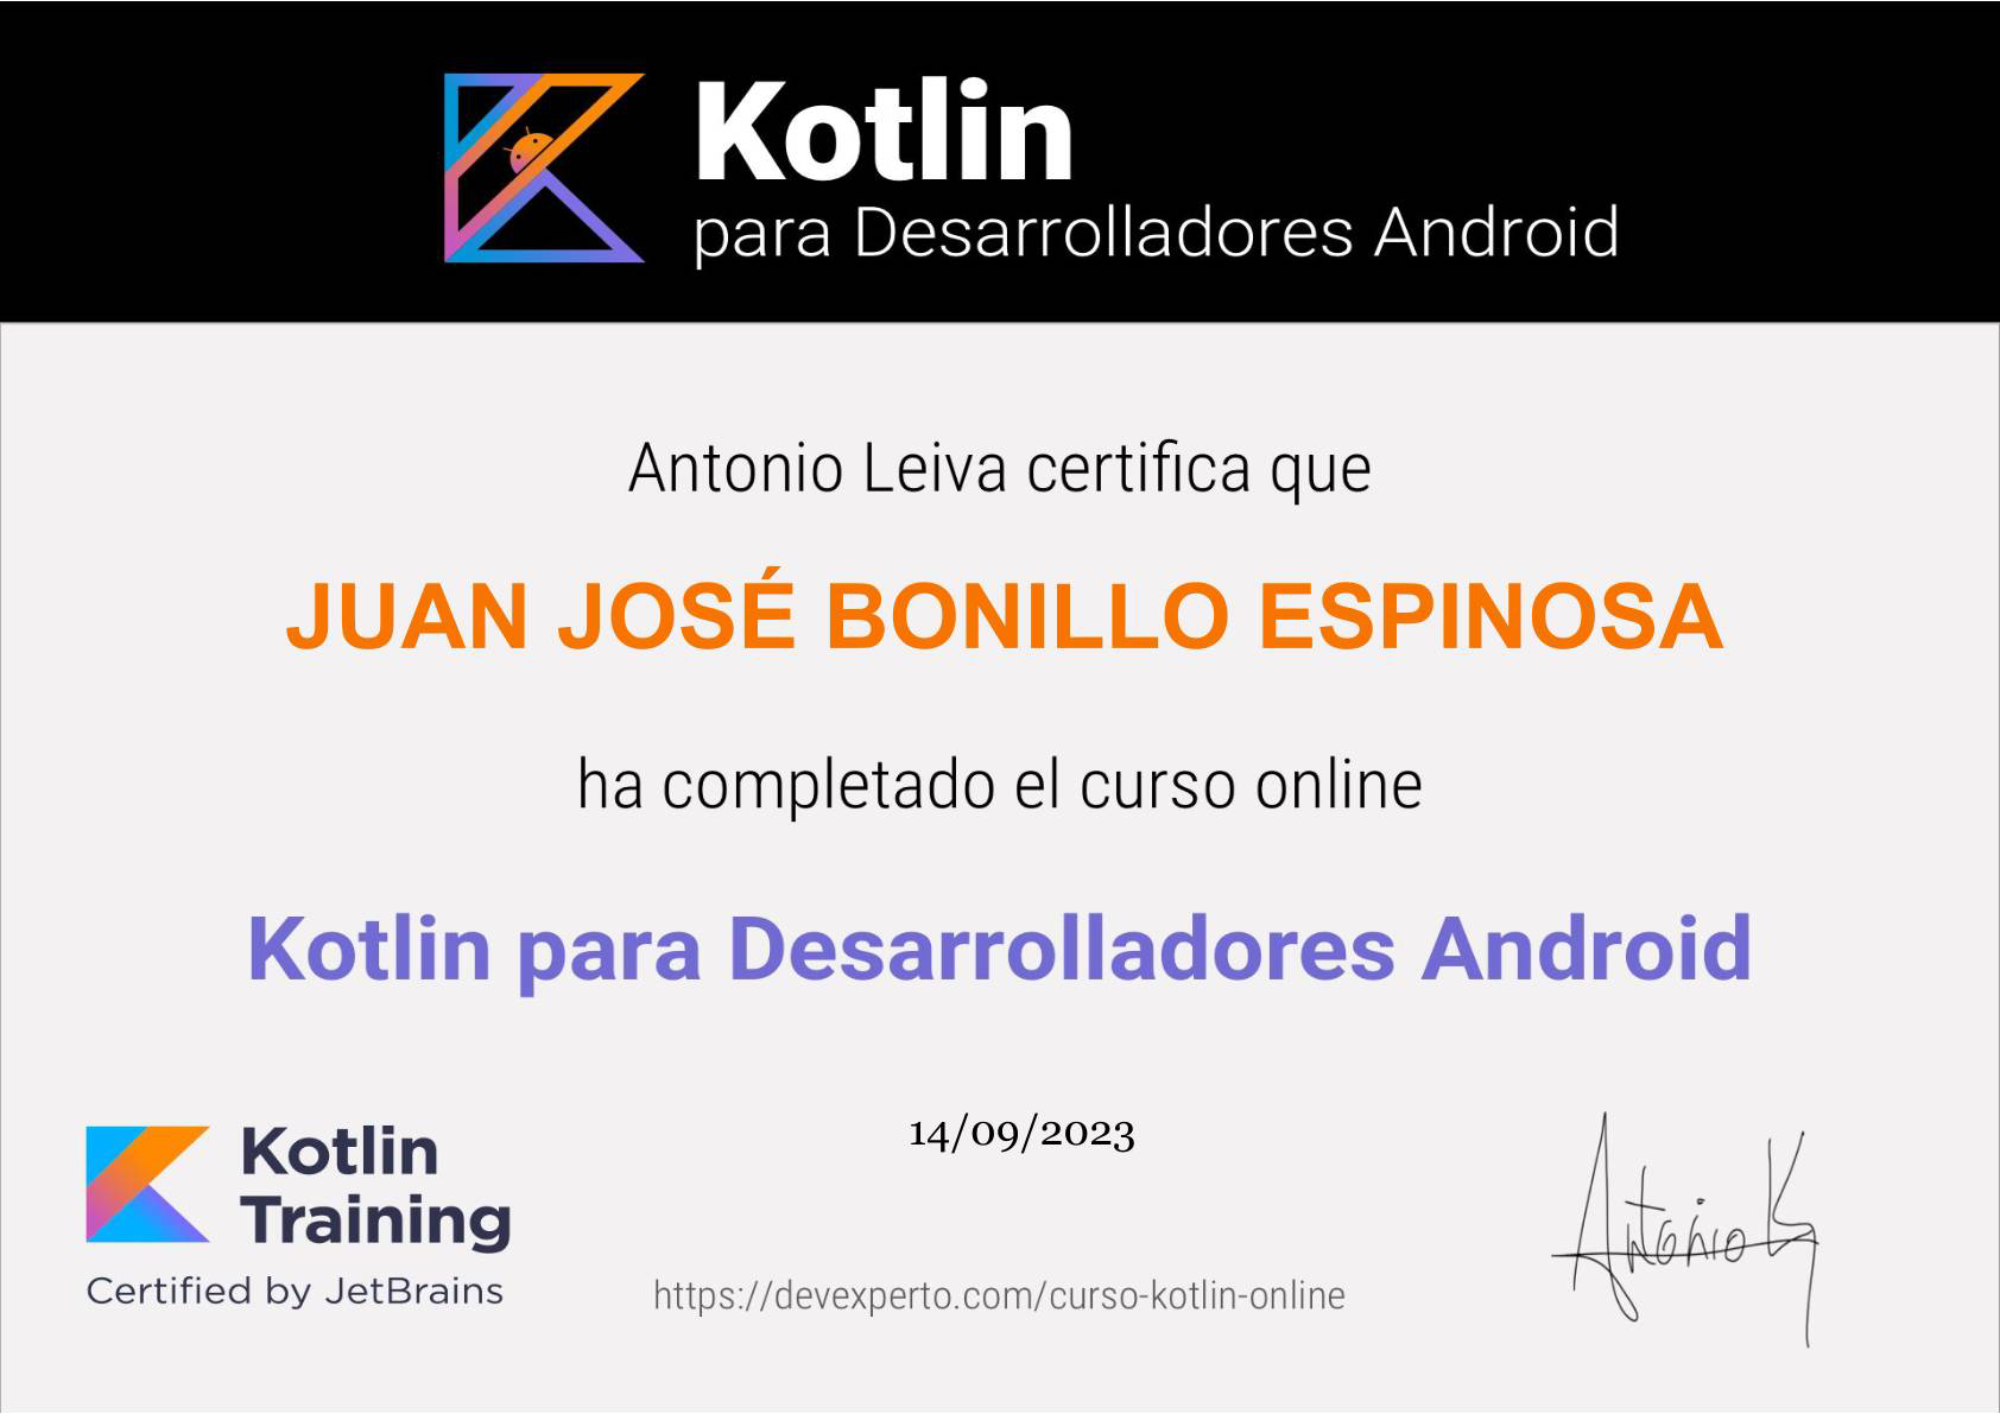 Kotlin
para Desarrolladores Android
Antonio Leiva certifica que
JUAN JOSÉ BONILLO ESPINOSA
ha completado el curso online
Kotlin para Desarrolladores Android
14/09/2023
Kotlin
Training
Certified by JetBrains
https://devexperto.com/curso-kotlin-online
Antonio L